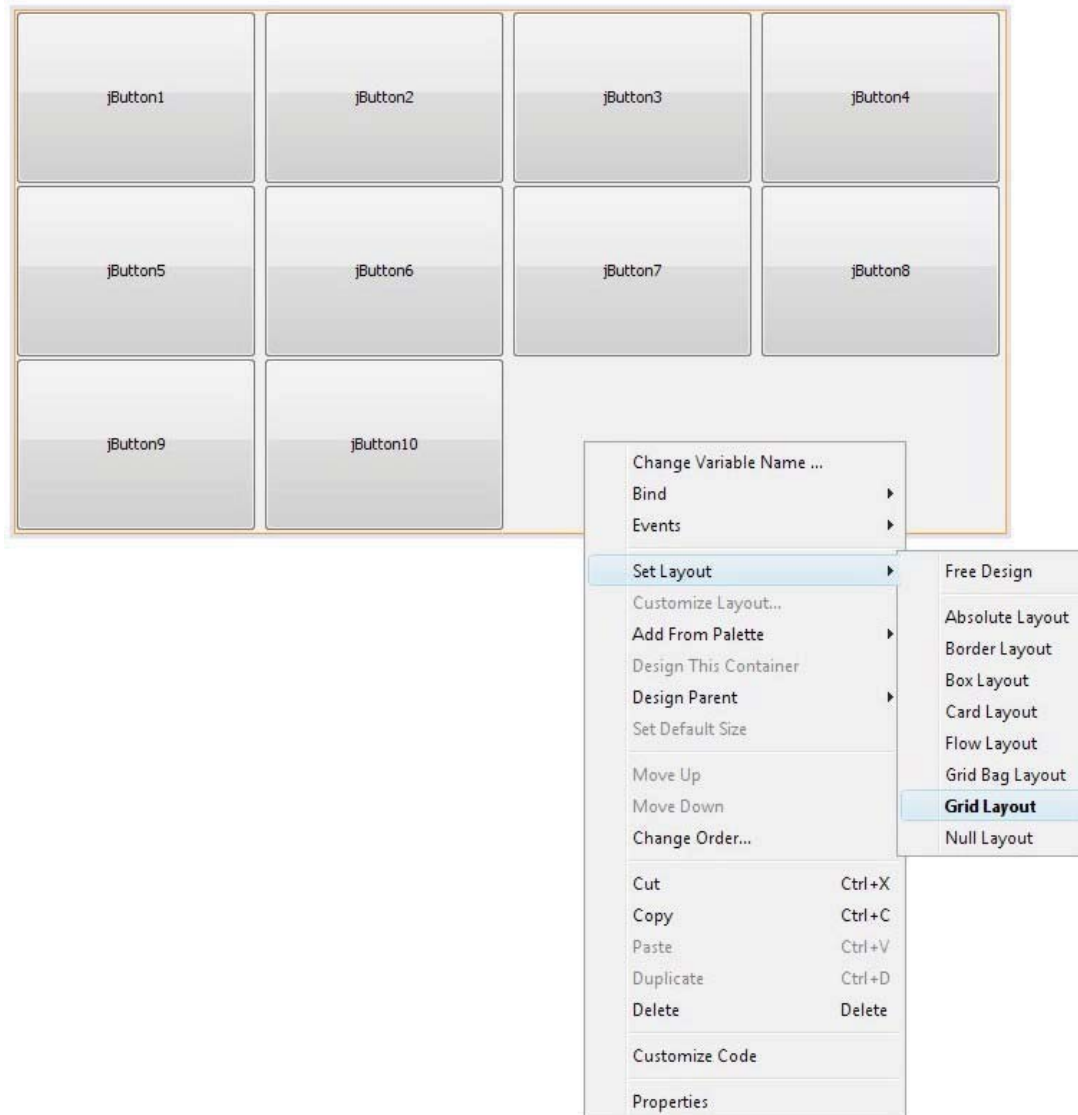 jButton1 jButton2 jButton3 jButton4
jButton5 jButton6 jButton7 jButton8
jButton9 jButton10
Change Variable Name ...
Bind
Events
Set Layout
Customize Layout...
Add From Palette
Design This Container
Design Parent
Set Default Size
Move Up
Move Down
Change Order...
Cut Ctrl+X
Copy Ctrl+C
Paste Ctrl+V
Duplicate Ctrl+D
Delete Delete
Customize Code
Properties
Free Design
Absolute Layout
Border Layout
Box Layout
Card Layout
Flow Layout
Grid Bag Layout
Grid Layout
Null Layout